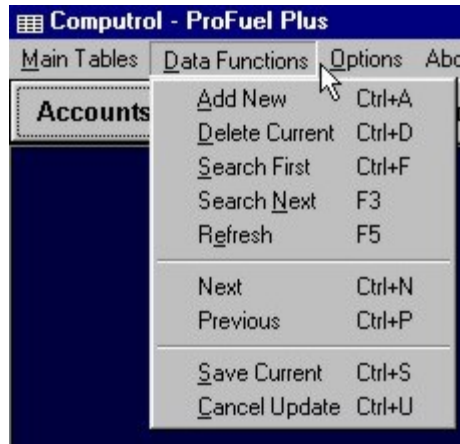 Computrol - ProFuel Plus
Main Tables Data Functions Options
Accounts
Add New Ctrl+A
Delete Current Ctrl+D
Search First Ctrl+F
Search Next F3
Refresh F5
Next Ctrl+N
Previous Ctrl+P
Save Current Ctrl+S
Cancel Update Ctrl+U